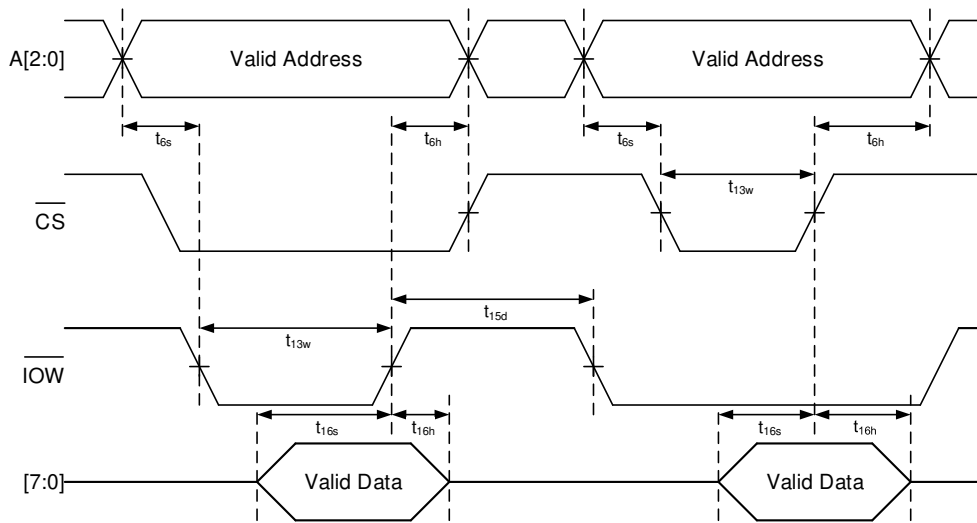 A[2:0]
Valid Address
Valid Address
t6s
t6h
t6s
t6h
CS
t13w
t15d
t13w
IOW
t16s
t16h
t16s
t16h
[7:0]
Valid Data
Valid Data